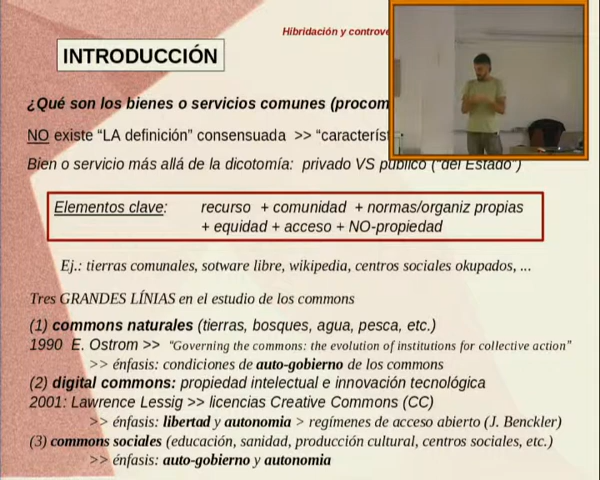 Hibridación y controve
INTRODUCCIÓN
¿Qué son los bienes o servicios comunes (procom
NO existe “LA definición” consensuada >> “caracterís
Bien o servicio más allá de la dicotomía: privado VS público (“del Estado”)
Elementos clave: recurso + comunidad + normas/organiz propias
+ equidad + acceso + NO-propiedad
Ej.: tierras comunales, sotware libre, wikipedia, centros sociales okupados, ...
Tres GRANDES LÍNIAS en el estudio de los commons
(1) commons naturales (tierras, bosques, agua, pesca, etc.)
1990 E. Ostrom >> “Governing the commons: the evolution of institutions for collective action”
>> énfasis: condiciones de auto-gobierno de los commons
(2) digital commons: propiedad intelectual e innovación tecnológica
2001: Lawrence Lessig >> licencias Creative Commons (CC)
>> énfasis: libertad y autonomia > regímenes de acceso abierto (J. Benckler)
(3) commons sociales (educación, sanidad, producción cultural, centros sociales, etc.)
>> énfasis: auto-gobierno y autonomia